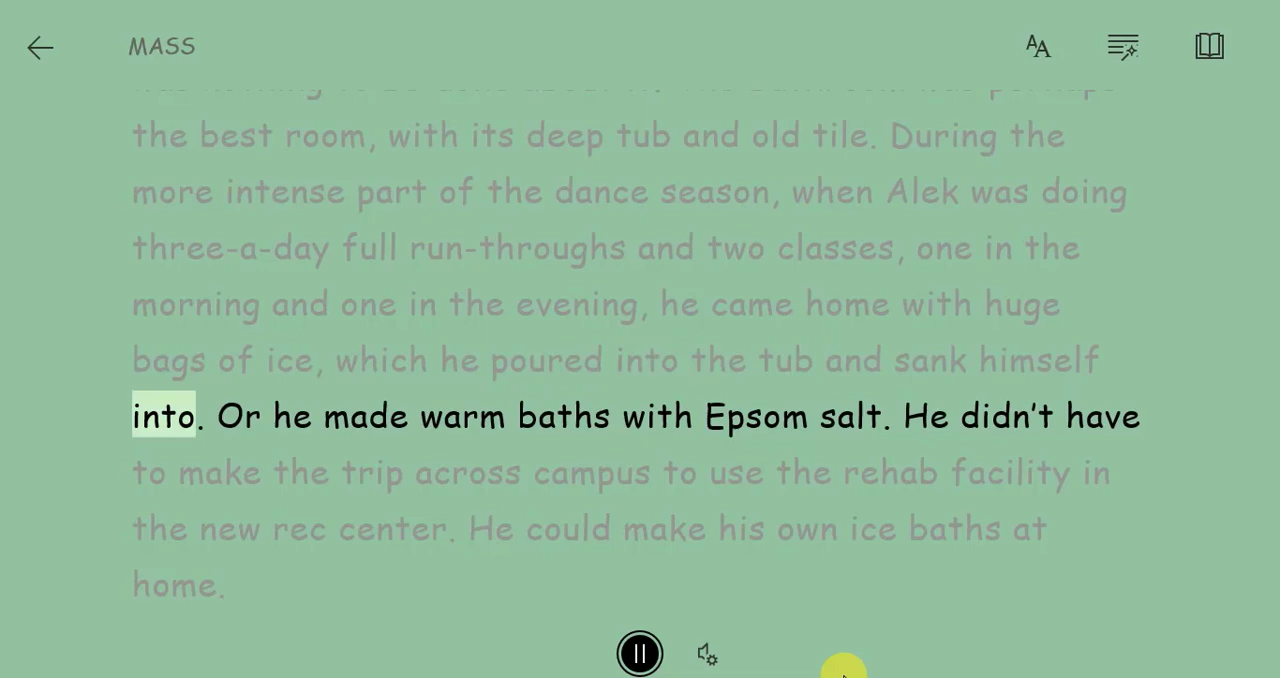 MASS
AA
the best room, with its deep tub and old tile. During the
more intense part of the dance season, when Alek was doing
three-a-day full run-throughs and two classes, one in the
morning and one in the evening, he came home with huge
bags of ice, which he poured into the tub and sank himself
into. Or he made warm baths with Epsom salt. He didn't have
to make the trip across campus to use the rehab facility in
the new rec center. He could make his own ice baths at
home.